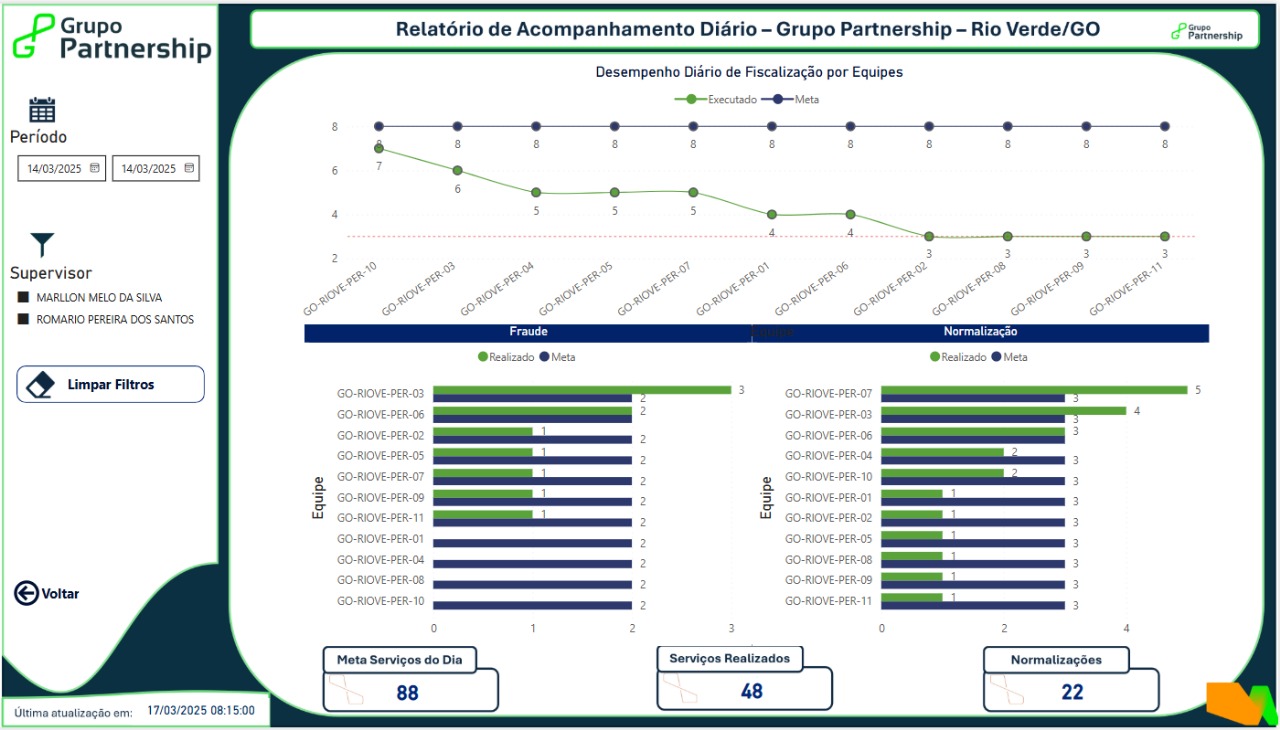 Grupo
Partnership
Relatório de Acompanhamento Diário – Grupo Partnership – Rio Verde/GO
Grupo
Partnership
Período
14/03/2025 14/03/2025
Supervisor
MARLLON MELO DA SILVA
ROMARIO PEREIRA DOS SANTOS
Limpar Filtros
Voltar
Última atualização em: 17/03/2025 08:15:00
Desempenho Diário de Fiscalização por Equipes
Executado Meta
8
6
4
2
8 8 8 8 8 8 8 8 8 8 8
7 6 5 5 5 4 4 3 3 3 3
GO-RIOVE-PER-10
GO-RIOVE-PER-03
GO-RIOVE-PER-04
GO-RIOVE-PER-05
GO-RIOVE-PER-07
GO-RIOVE-PER-01
GO-RIOVE-PER-06
GO-RIOVE-PER-02
GO-RIOVE-PER-08
GO-RIOVE-PER-09
GO-RIOVE-PER-11
Fraude
Realizado Meta
Equipe
GO-RIOVE-PER-03 3 2
GO-RIOVE-PER-06 2
GO-RIOVE-PER-02 1 2
GO-RIOVE-PER-05 1 2
GO-RIOVE-PER-07 1 2
GO-RIOVE-PER-09 1 2
GO-RIOVE-PER-11 1 2
GO-RIOVE-PER-01 2
GO-RIOVE-PER-04 2
GO-RIOVE-PER-08 2
GO-RIOVE-PER-10 2
0 1 2 3
Normalização
Realizado Meta
Equipe
GO-RIOVE-PER-07 5 3
GO-RIOVE-PER-03 4 3
GO-RIOVE-PER-06 3
GO-RIOVE-PER-04 2 3
GO-RIOVE-PER-10 2 3
GO-RIOVE-PER-01 1 3
GO-RIOVE-PER-02 1 3
GO-RIOVE-PER-05 1 3
GO-RIOVE-PER-08 1 3
GO-RIOVE-PER-09 1 3
GO-RIOVE-PER-11 1 3
0 2 4
Meta Serviços do Dia
88
Serviços Realizados
48
Normalizações
22